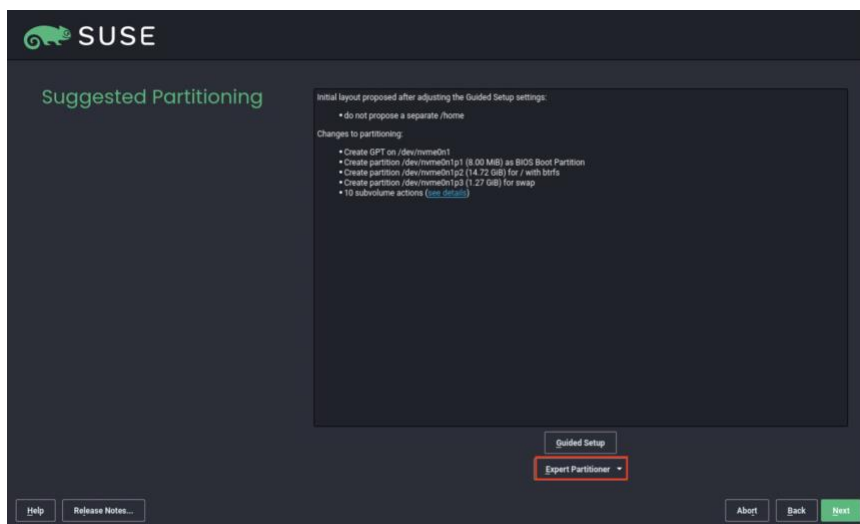 SUSE
Suggested Partitioning
Initial layout proposed after adjusting the Guided Setup settings:
• do not propose a separate /home
Changes to partitioning:
• Create GPT on /dev/nvme0n1
• Create partition /dev/nvme0n1p1 (8.00 MiB) as BIOS Boot Partition
• Create partition /dev/nvme0n1p2 (14.72 GiB) for / with btrfs
• Create partition /dev/nvme0n1p3 (1.27 GiB) for swap
• 10 subvolume actions (see details)
Guided Setup
Expert Partitioner
Help
Release Notes...
Abort
Back
Next